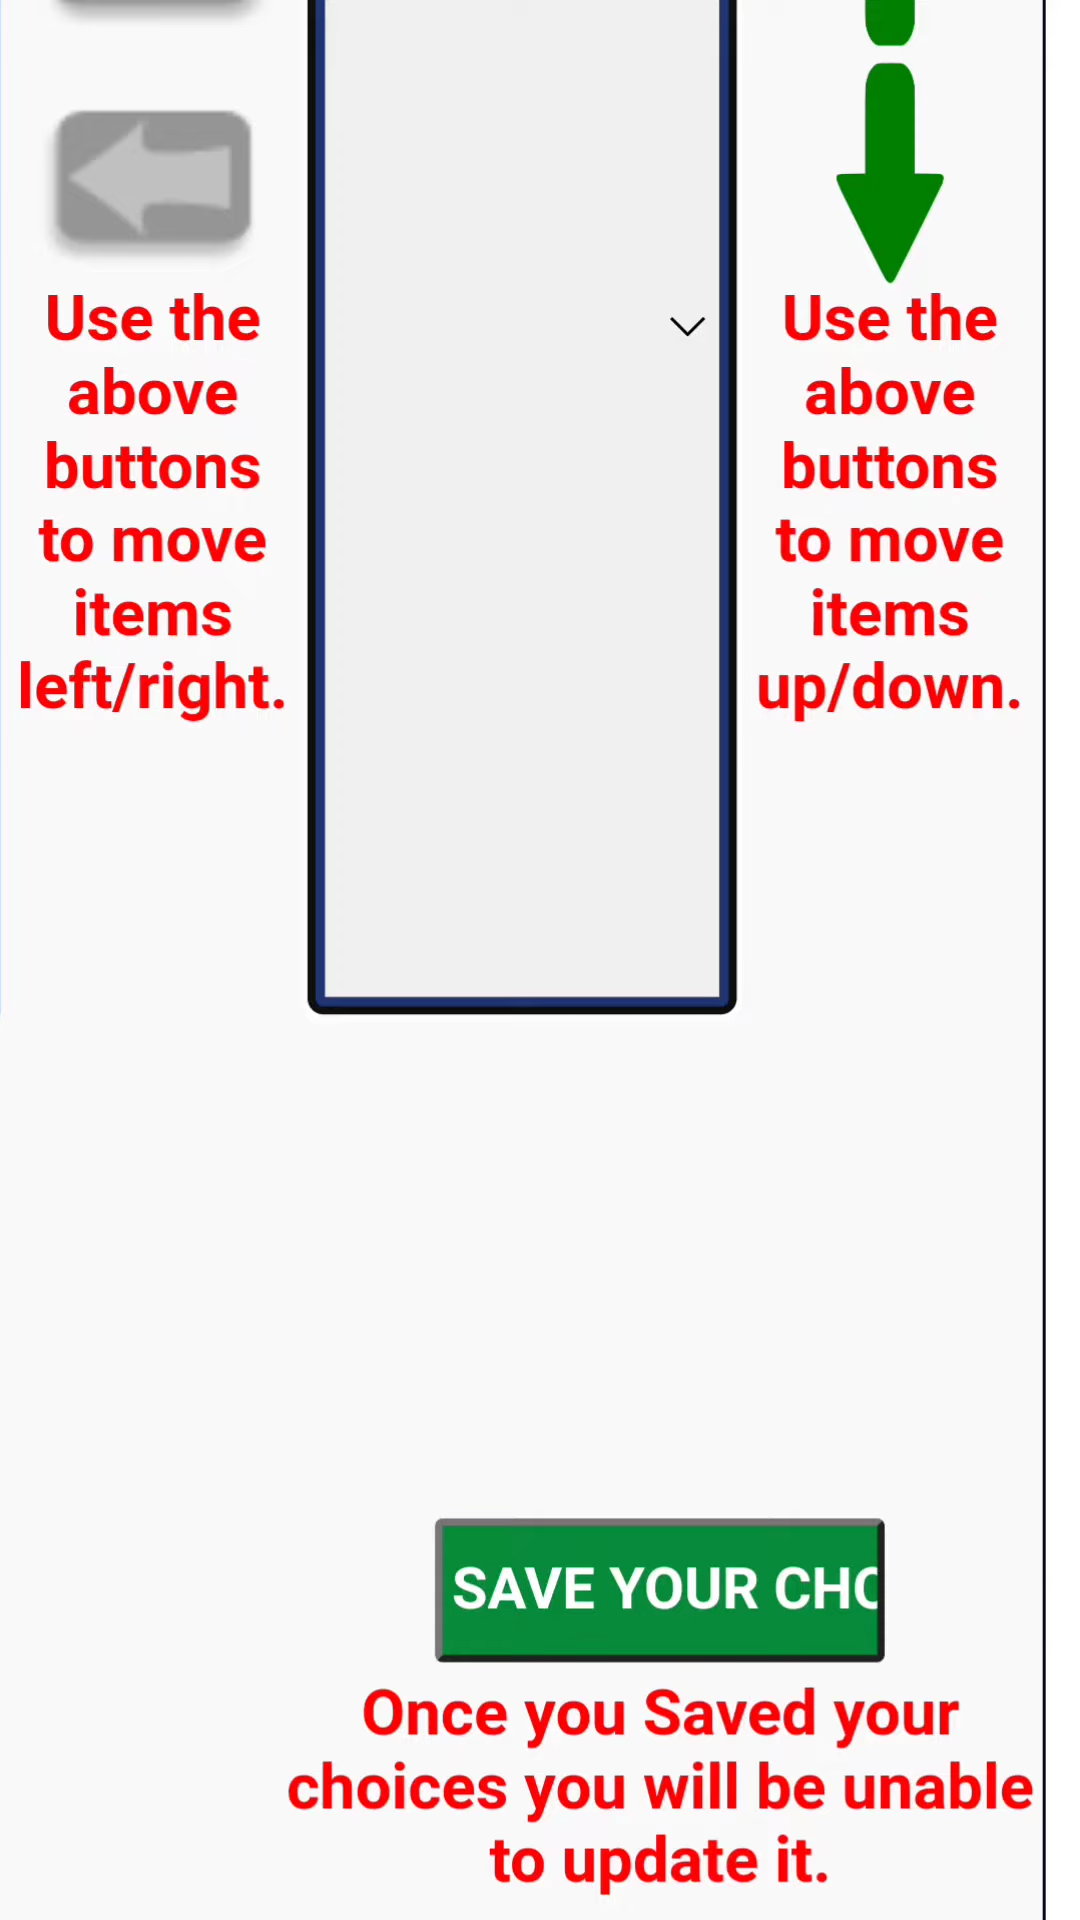 Use the
above
buttons
to move
items
left/right.
Use the
above
buttons
to move
items
up/down.
SAVE YOUR CHO
Once you Saved your
choices you will be unable
to update it.